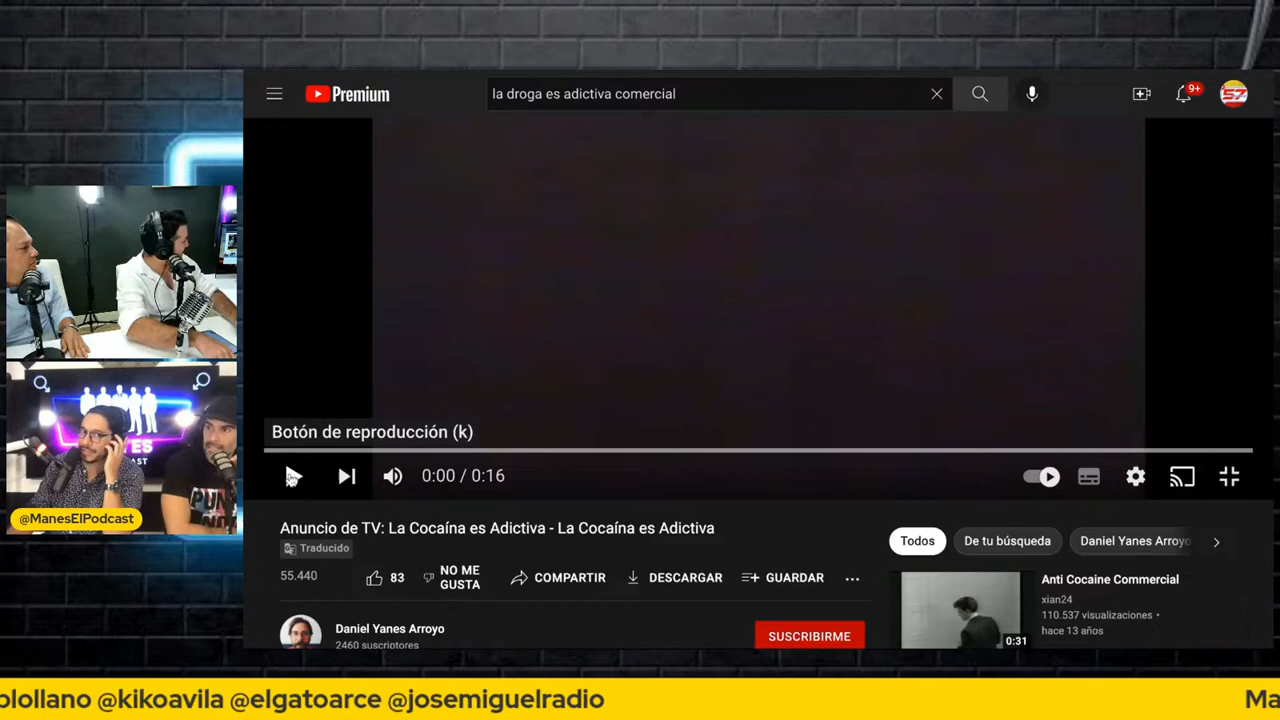 Premium
la droga es adictiva comercial
9+
57
Botón de reproducción (k)
0:00 / 0:16
Anuncio de TV: La Cocaína es Adictiva - La Cocaína es Adictiva
Traducido
55.440
83
NO ME
GUSTA
COMPARTIR
DESCARGAR
GUARDAR
Daniel Yanes Arroyo
2460 suscriptores
SUSCRIBIRME
Todos
De tu búsqueda
Daniel Yanes Arroyo
Anti Cocaine Commercial
xian24
110.537 visualizaciones •
hace 13 años
0:31
@ManesElPodcast
@kikoavila @elgatoarce @josemiguelradio
Ma